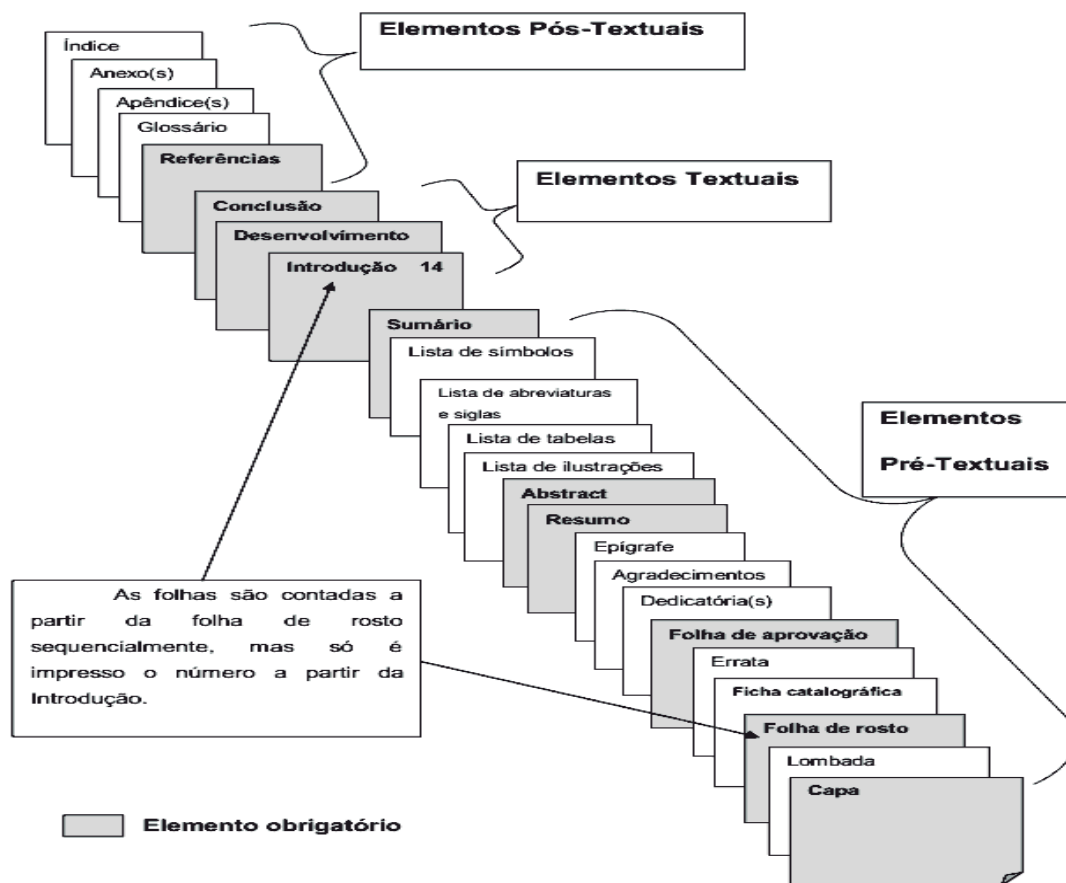 Elementos Pós-Textuais
Índice
Anexo(s)
Apêndice(s)
Glossário
Referências
Elementos Textuais
Conclusão
Desenvolvimento
Introdução 14
Sumário
Lista de símbolos
Lista de abreviaturas
e siglas
Lista de tabelas
Lista de ilustrações
Abstract
Resumo
Epígrafe
Agradecimentos
Dedicatória(s)
Folha de aprovação
Errata
Ficha catalográfica
Folha de rosto
Lombada
Capa
Elementos
Pré-Textuais
As folhas são contadas a
partir da folha de rosto
sequencialmente, mas só é
impresso o número a partir da
Introdução.
Elemento obrigatório